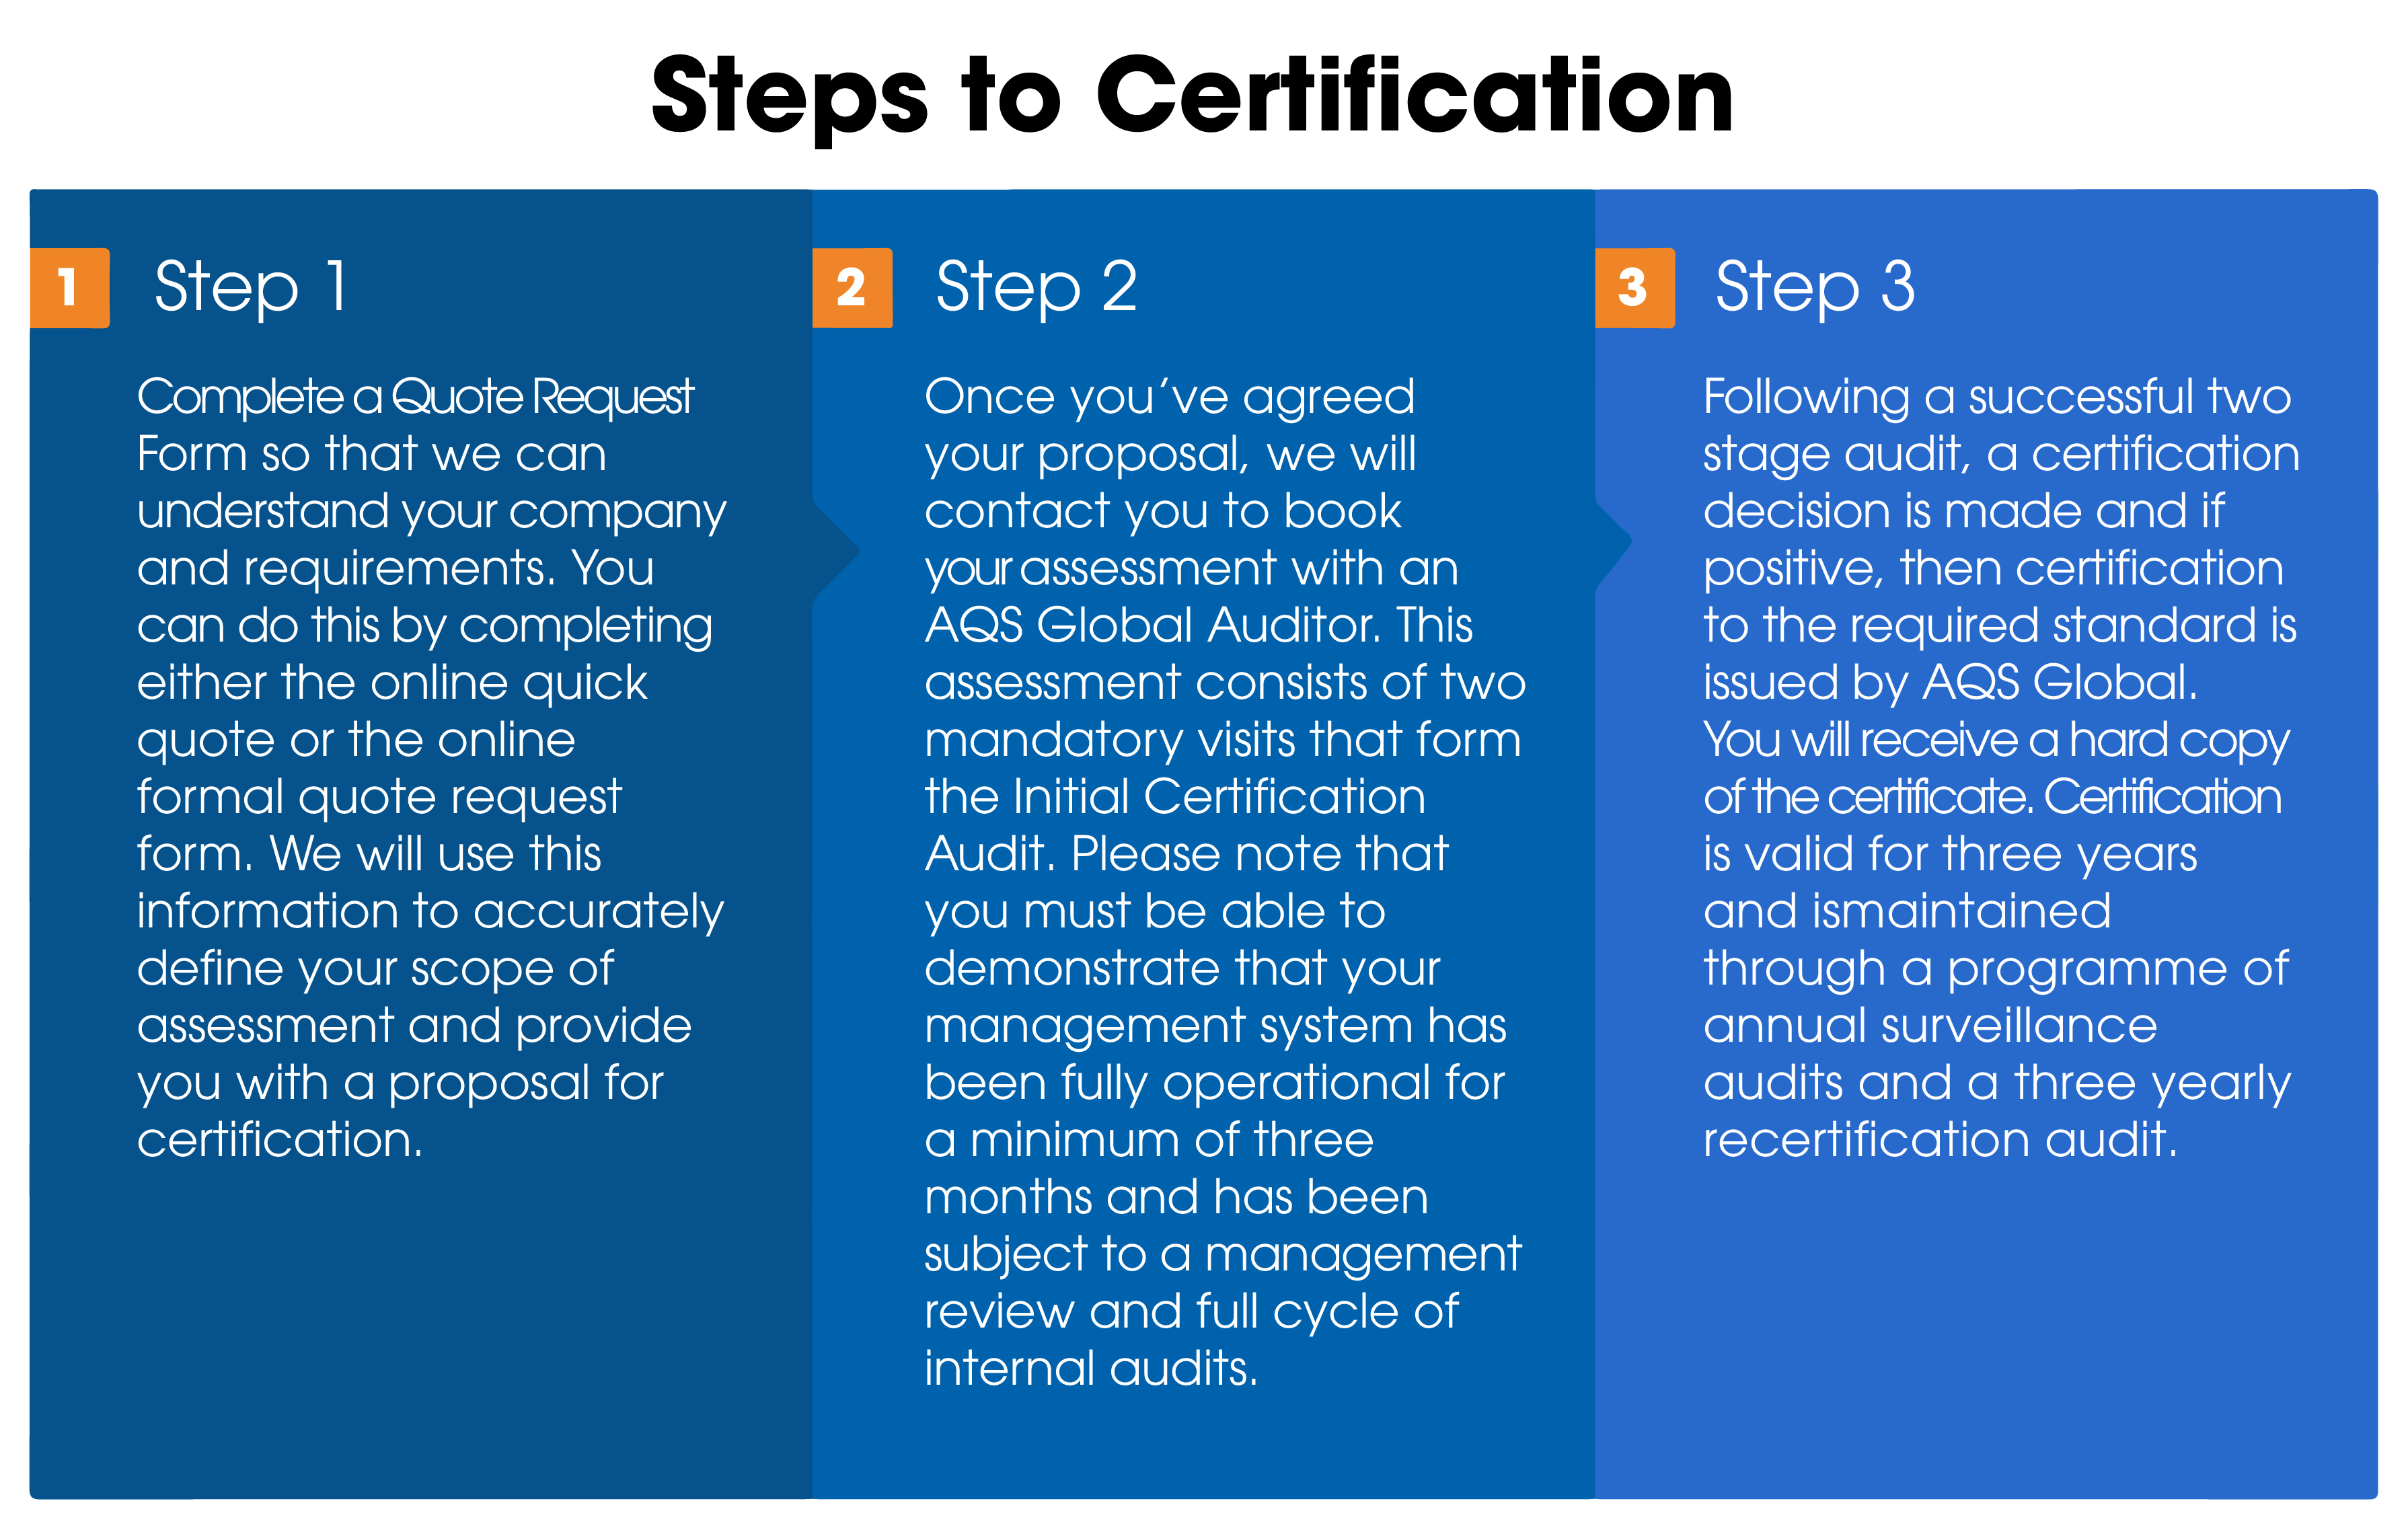 Steps to Certification
1
Step 1
Complete a Quote Request
Form so that we can
understand your company
and requirements. You
can do this by completing
either the online quick
quote or the online
formal quote request
form. We will use this
information to accurately
define your scope of
assessment and provide
you with a proposal for
certification.
2
Step 2
Once you‘ve agreed
your proposal, we will
contact you to book
your assessment with an
AQS Global Auditor. This
assessment consists of two
mandatory visits that form
the Initial Certification
Audit. Please note that
you must be able to
demonstrate that your
management system has
been fully operational for
a minimum of three
months and has been
subject to a management
review and full cycle of
internal audits.
3
Step 3
Following a successful two
stage audit, a certification
decision is made and if
positive, then certification
to the required standard is
issued by AQS Global.
You will receive a hard copy
of the certificate. Certification
is valid for three years
and ismaintained
through a programme of
annual surveillance
audits and a three yearly
recertification audit.